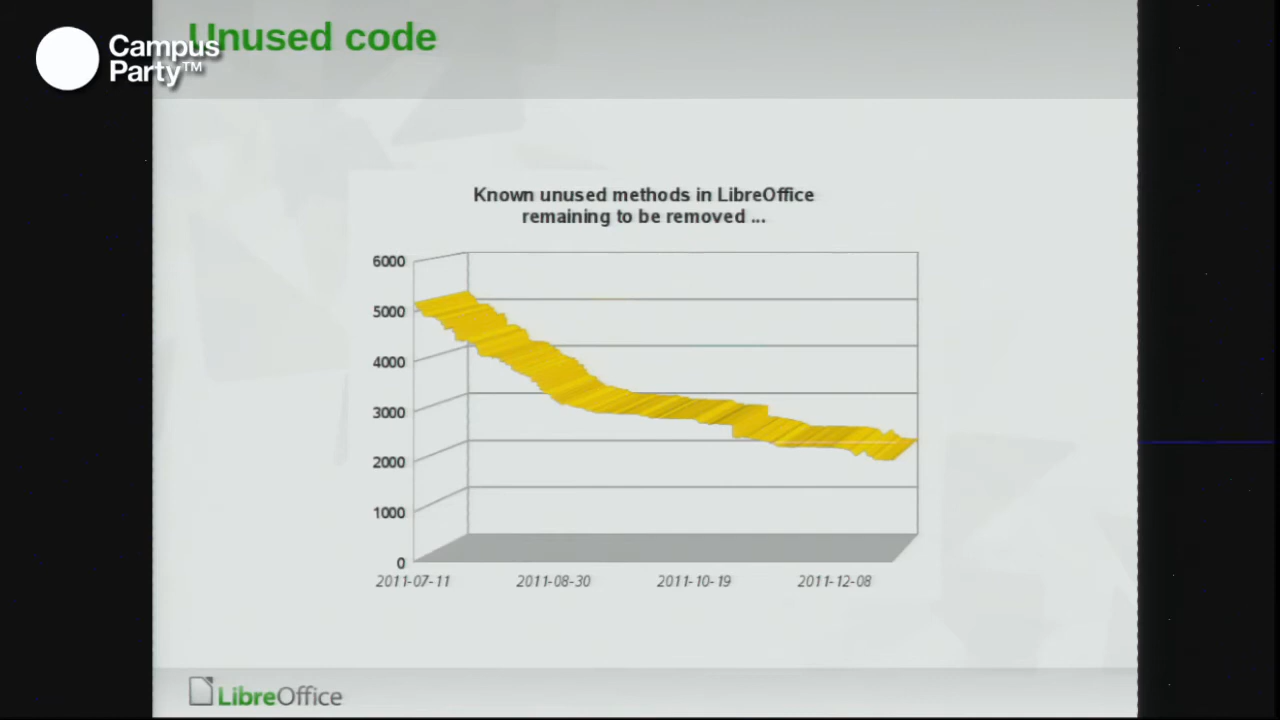 Unused code
Campus
Party™
Known unused methods in LibreOffice
remaining to be removed ...
6000
5000
4000
3000
2000
1000
0
2011-07-11 2011-08-30 2011-10-19 2011-12-08
LibreOffice